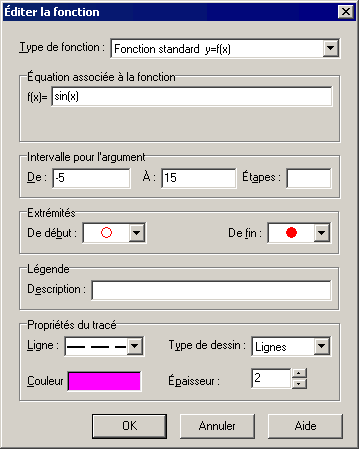 Éditer la fonction
Type de fonction : Fonction standard y=f(x)
Équation associée à la fonction
f(x)= sin(x)
Intervalle pour l'argument
De : -5 À : 15 Étapes :
Extrémités
De début : De fin :
Légende
Description :
Propriétés du tracé
Ligne : Type de dessin : Lignes
Couleur Épaisseur : 2
OK Annuler Aide